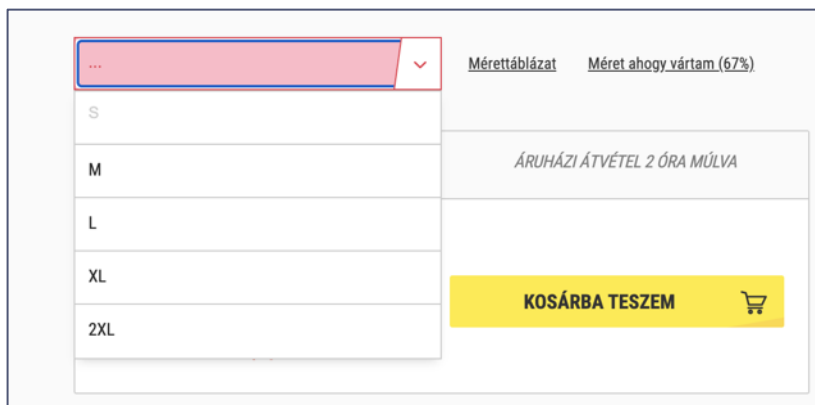 ...
Mérettáblázat
Méret ahogy vártam (67%)
S
M
ÁRUHÁZI ÁTVÉTEL 2 ÓRA MÚLVA
L
XL
KOSÁRBA TESZEM
2XL